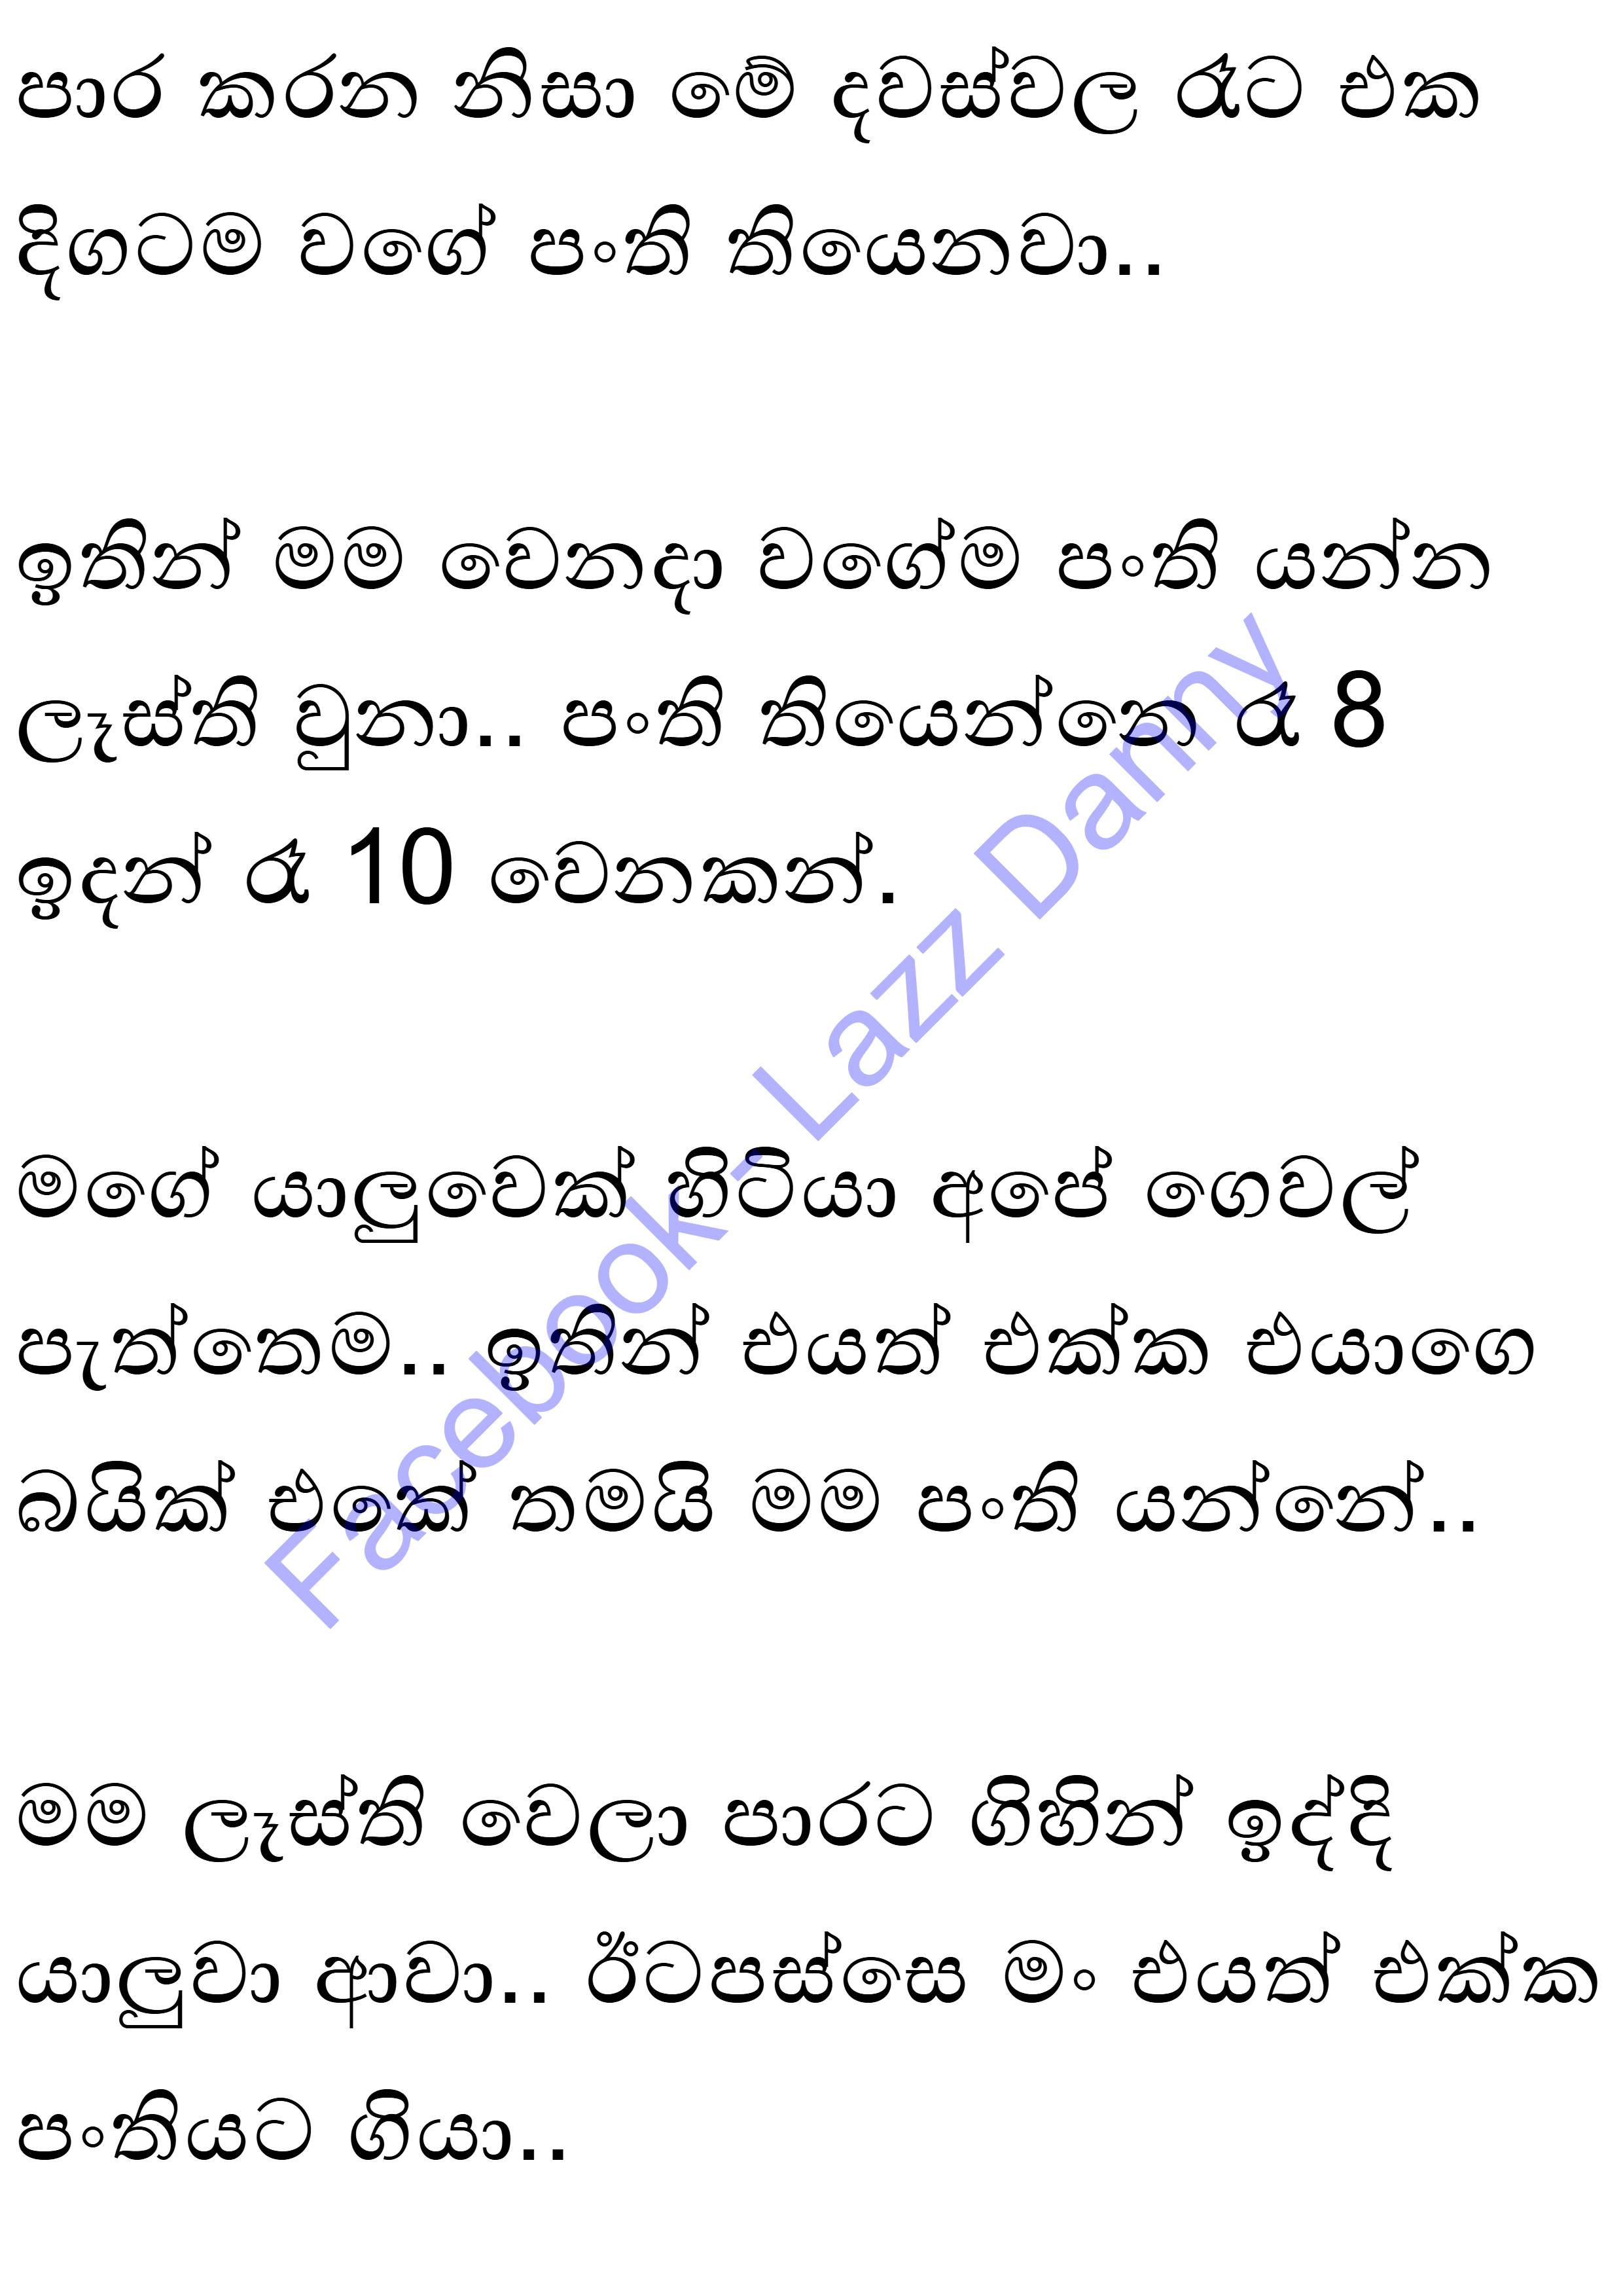 පාර කරන නිසා මේ දවස්වල රෑට එක
දිගටම වගේ පංති තියෙනවා..
ඉතින් මම වෙනදා වගේම පංති යන්න
ලෑස්ති වුනා.. පංති තියෙන්නෙ රෑ 8
ඉදන් රෑ 10 වෙනකන්.
මගේ යාලුවෙක් හිටියා අපේ ගෙවල්
පැත්තෙම.. ඉතින් එයත් එක්ක එයාගෙ
බයික් එකේ තමයි මම පංති යන්නේ..
මම ලෑස්ති වෙලා පාරට ගිහින් ඉද්දි
යාලුවා ආවා.. ඊටපස්සෙ මං එයත් එක්ක
පංතියට ගියා..
Facebook - Lazz Danny